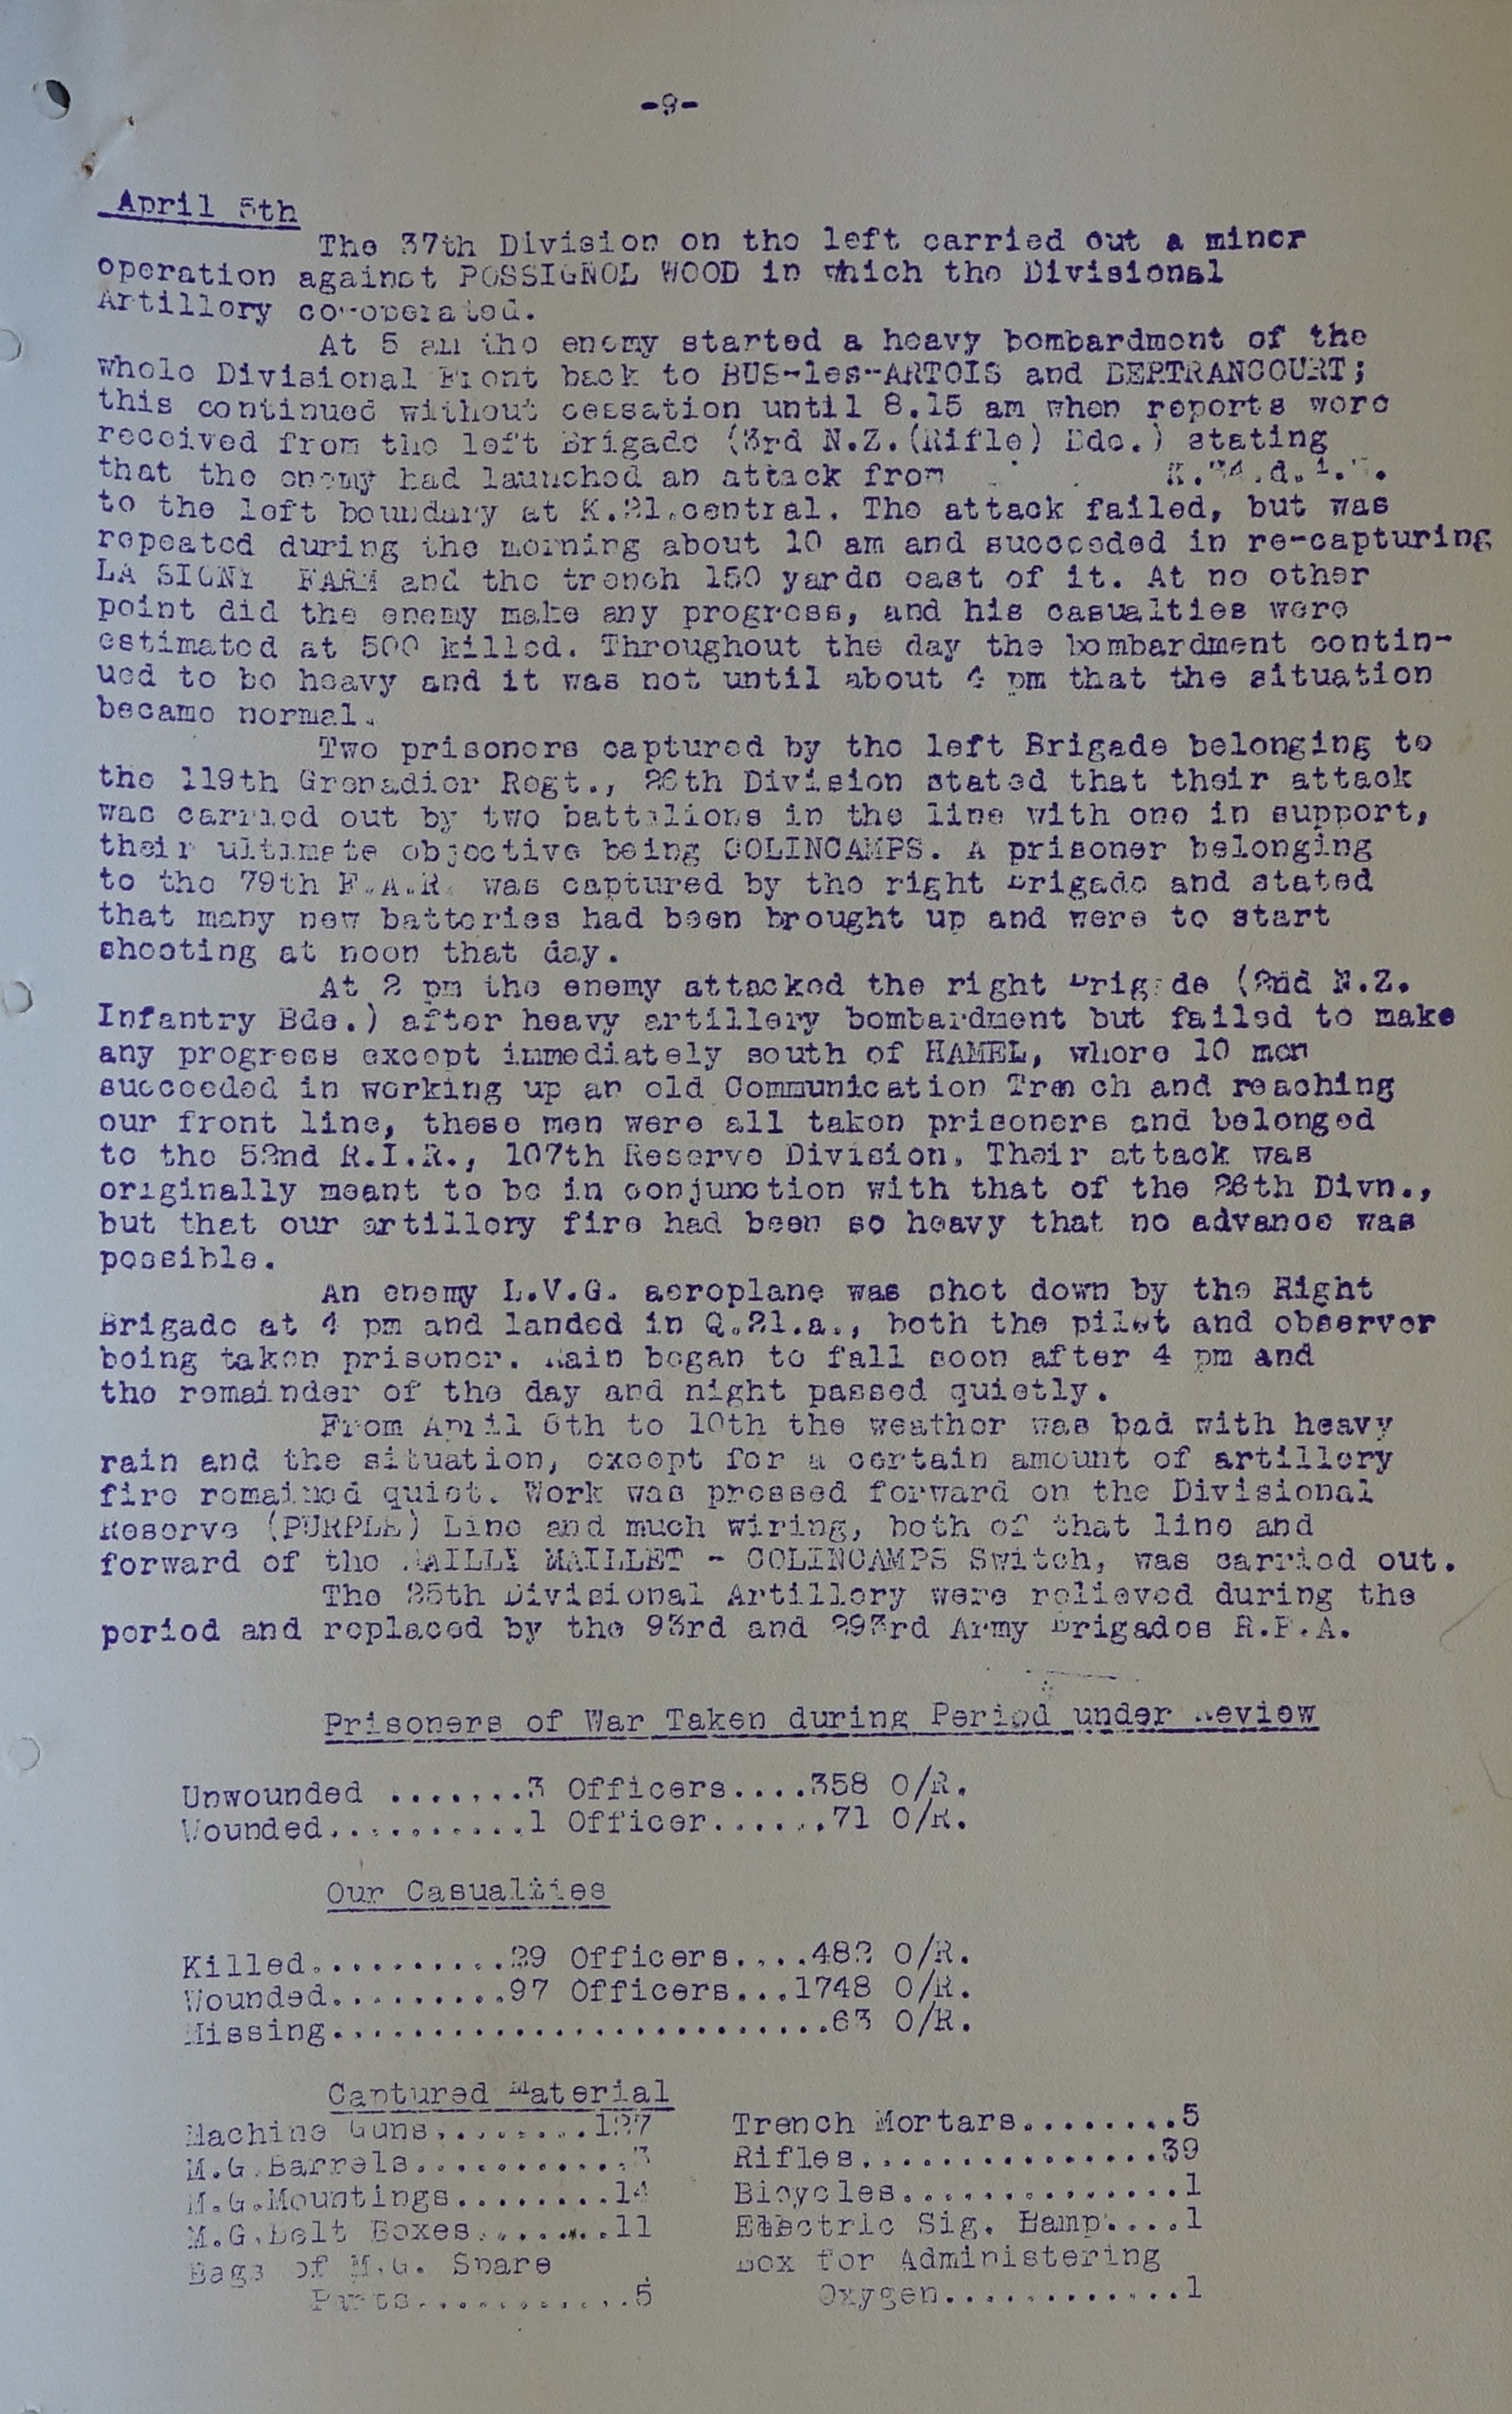 -9-
April 5th
The 37th Division on the left carried out a minor
operation against POSSIGNOL WOOD in which the Divisional
Artillory co-operated.
At 5 am the enemy started a heavy bombardment of the
whole Divisional Front back to BUS-les-ARTOIS and BERTRANCOURT;
this continued without cessation until 8.15 am when reports were
received from the left Brigade (3rd N.Z.(Rifle) Bde.) stating
that the enemy had launched an attack from
to the left boundary at K.21.central. The attack failed, but was
repeated during the morning about 10 am and succeeded in re-capturing
LA SIGNY FARM and the trench 150 yards east of it. At no other
point did the enemy make any progress, and his casualties were
estimated at 500 killed. Throughout the day the bombardment contin-
ued to be heavy and it was not until about 4 pm that the situation
became normal.
Two prisoners captured by the left Brigade belonging to
the 119th Grenadier Regt., 26th Division stated that their attack
was carried out by two battalions in the line with one in support,
their ultimate objective being COLINCAMPS. A prisoner belonging
to the 79th F.A.R. was captured by the right Brigade and stated
that many new batteries had been brought up and were to start
shooting at noon that day.
At 2 pm the enemy attacked the right Brigade (2nd N.Z.
Infantry Bde.) after heavy artillery bombardment but failed to make
any progress except immediately south of HAMEL, where 10 men
succeeded in working up an old Communication Trench and reaching
our front line, these men were all taken prisoners and belonged
to the 52nd R.I.R., 107th Reserve Division. Their attack was
originally meant to be in conjunction with that of the 26th Divn.,
but that our artillery fire had been so heavy that no advance was
possible.
An enemy L.V.G. aeroplane was shot down by the Right
Brigade at 4 pm and landed in Q.21.a., both the pilot and observer
being taken prisoner. Rain began to fall soon after 4 pm and
the remainder of the day and night passed quietly.
From April 6th to 10th the weather was bad with heavy
rain and the situation, except for a certain amount of artillery
fire remained quiet. Work was pressed forward on the Divisional
Reserve (PURPLE) Line and much wiring, both of that line and
forward of the MAILLY MAILLET - COLINCAMPS Switch, was carried out.
The 25th Divisional Artillery were relieved during the
period and replaced by the 93rd and 293rd Army Brigades R.F.A.
Prisoners of War Taken during Period under Review
Unwounded .......3 Officers....358 O/R.
Wounded..........1 Officer......71 O/R.
Our Casualties
Killed..........29 Officers....482 O/R.
Wounded.........97 Officers...1748 O/R.
Missing.........................63 O/R.
Captured Material
Machine Guns........127
M.G.Barrels...........3
M.G.Mountings........14
M.G.Belt Boxes.......11
Bags of M.G. Spare
Parts...........5
Trench Mortars........5
Rifles...............39
Bicycles..............1
Electric Sig. Lamp....1
Box for Administering
Oxygen............1